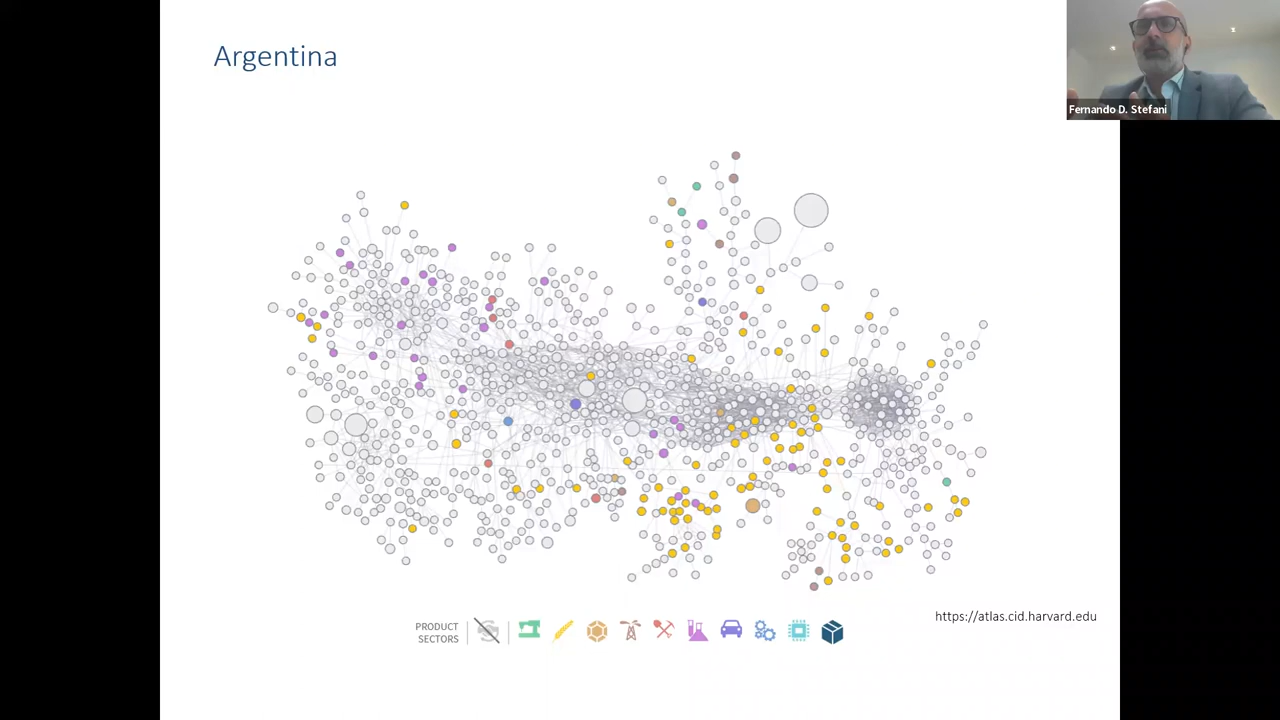 Argentina
Fernando D. Stefani
https://atlas.cid.harvard.edu
PRODUCT
SECTORS